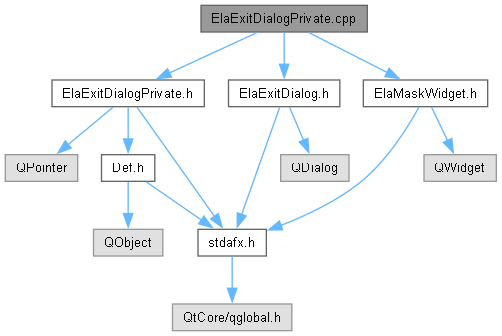 ElaExitDialogPrivate.cpp
ElaExitDialogPrivate.h
ElaExitDialog.h
ElaMaskWidget.h
QPointer
Def.h
QDialog
QWidget
QObject
stdafx.h
QtCore/qglobal.h